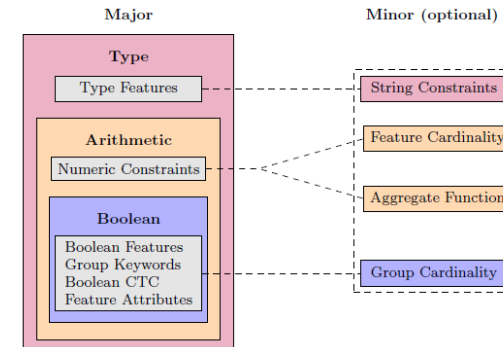 Major
Minor (optional)
Type
Type Features
String Constraints
Arithmetic
Feature Cardinality
Numeric Constraints
Aggregate Function
Boolean
Boolean Features
Group Keywords
Boolean CTC
Feature Attributes
Group Cardinality